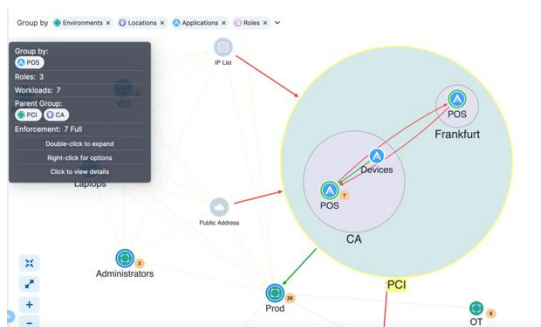 Group by Environments × Locations × Applications × Roles ×
Group by:
POS
Roles: 3
Workloads: 7
Parent Group:
PCI CA
Enforcement: 7 Full
Double-click to expand
Right-click for options
Click to view details
IP List
VDI
Laptops
Public Address
Administrators
2
Prod
24
POS
Frankfurt
Devices
POS
7
CA
PCI
OT